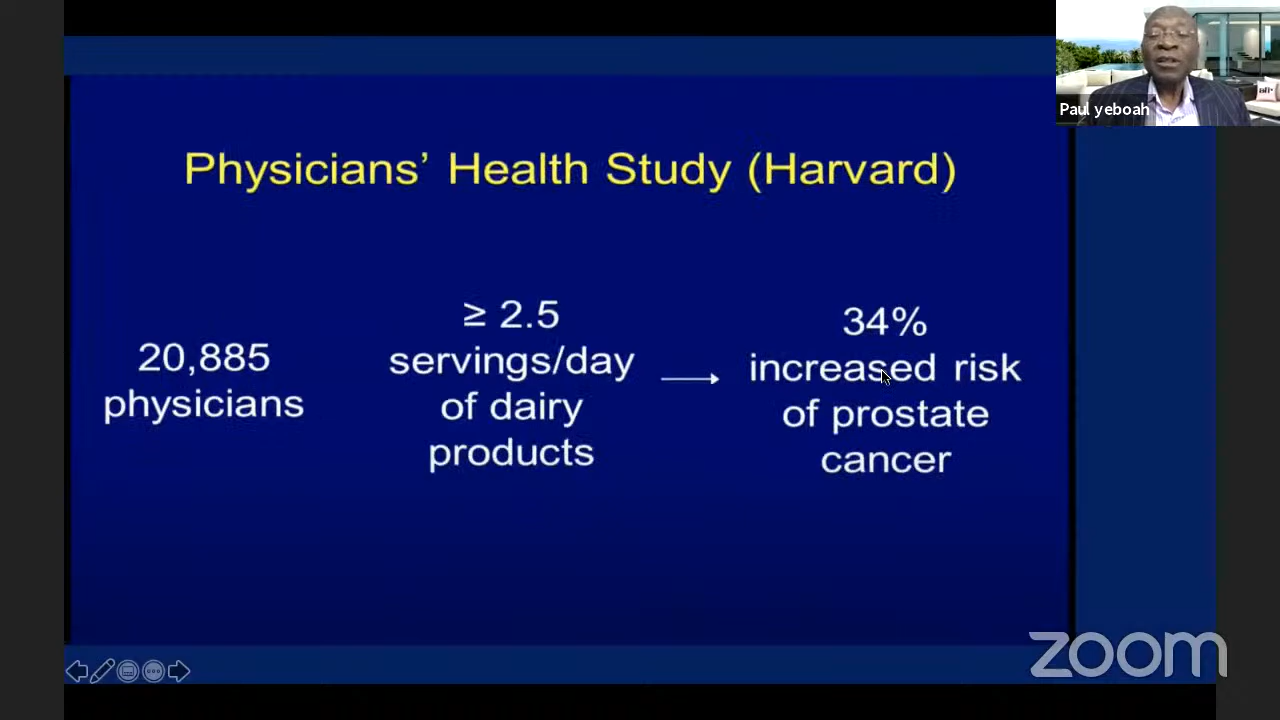 Paul yeboah
Physicians’ Health Study (Harvard)
20,885
physicians
≥ 2.5
servings/day
of dairy
products
34%
increased risk
of prostate
cancer
zoom